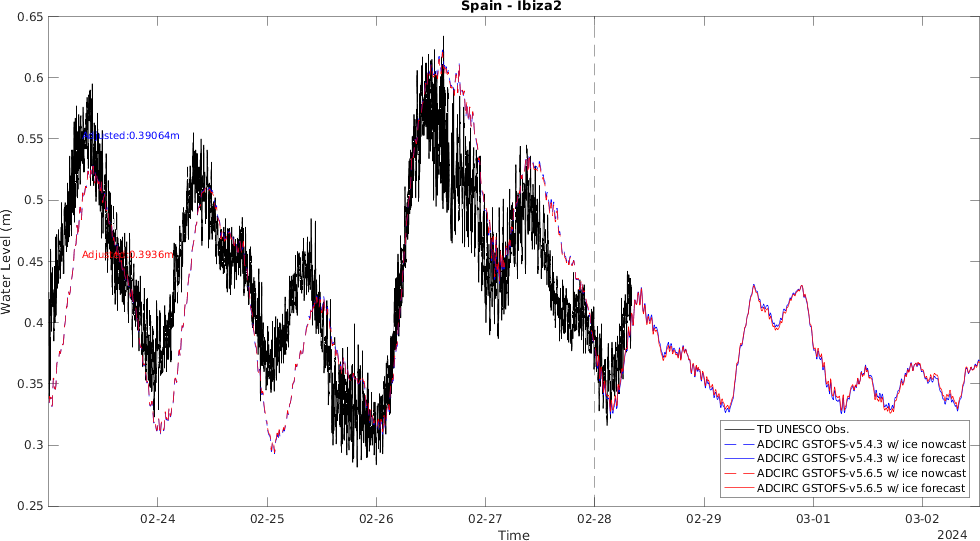 Spain - Ibiza2
0.65
0.6
0.55
0.5
0.45
0.4
0.35
0.3
0.25
Water Level (m)
Adjusted:0.39064m
Adjusted:0.3936m
TD UNESCO Obs.
ADCIRC GSTOFS-v5.4.3 w/ ice nowcast
ADCIRC GSTOFS-v5.4.3 w/ ice forecast
ADCIRC GSTOFS-v5.6.5 w/ ice nowcast
ADCIRC GSTOFS-v5.6.5 w/ ice forecast
02-24 02-25 02-26 02-27 02-28 02-29 03-01 03-02
Time
2024